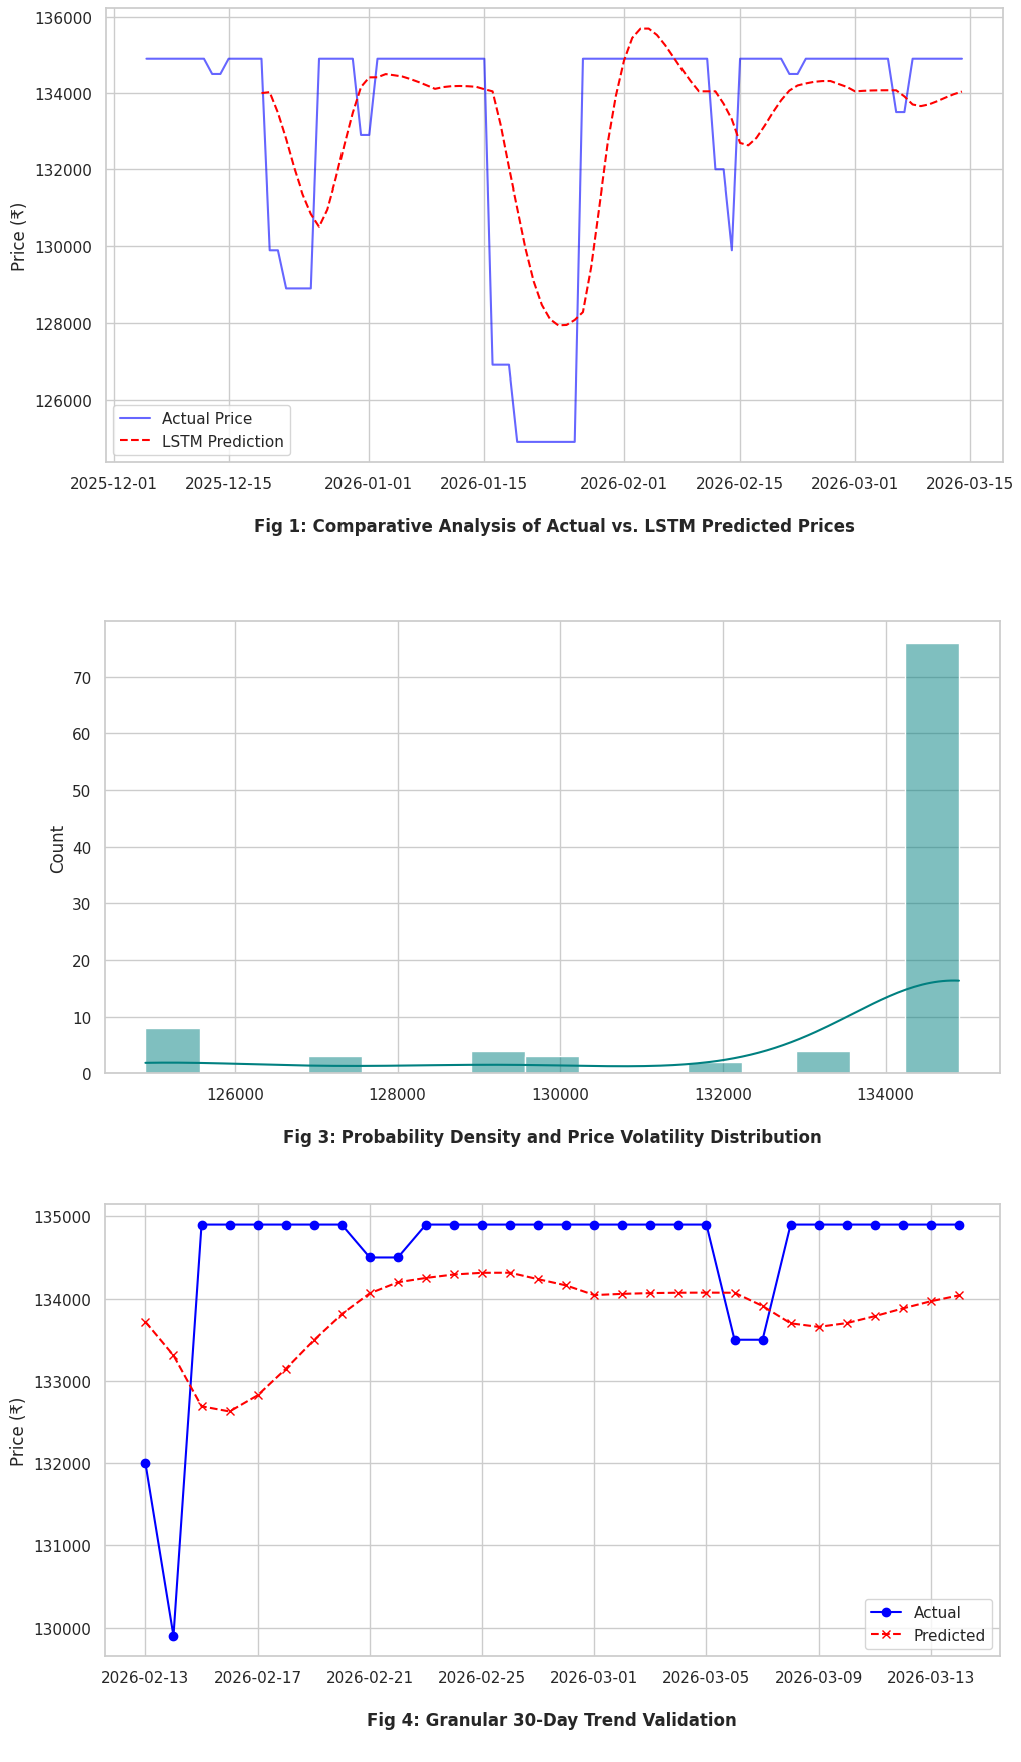 136000
134000
132000
130000
128000
126000
Price (₹)
Actual Price
LSTM Prediction
2025-12-01 2025-12-15 2026-01-01 2026-01-15 2026-02-01 2026-02-15 2026-03-01 2026-03-15
Fig 1: Comparative Analysis of Actual vs. LSTM Predicted Prices
70
60
50
40
30
20
10
0
Count
126000 128000 130000 132000 134000
Fig 3: Probability Density and Price Volatility Distribution
135000
134000
133000
132000
131000
130000
Price (₹)
Actual
Predicted
2026-02-13 2026-02-17 2026-02-21 2026-02-25 2026-03-01 2026-03-05 2026-03-09 2026-03-13
Fig 4: Granular 30-Day Trend Validation